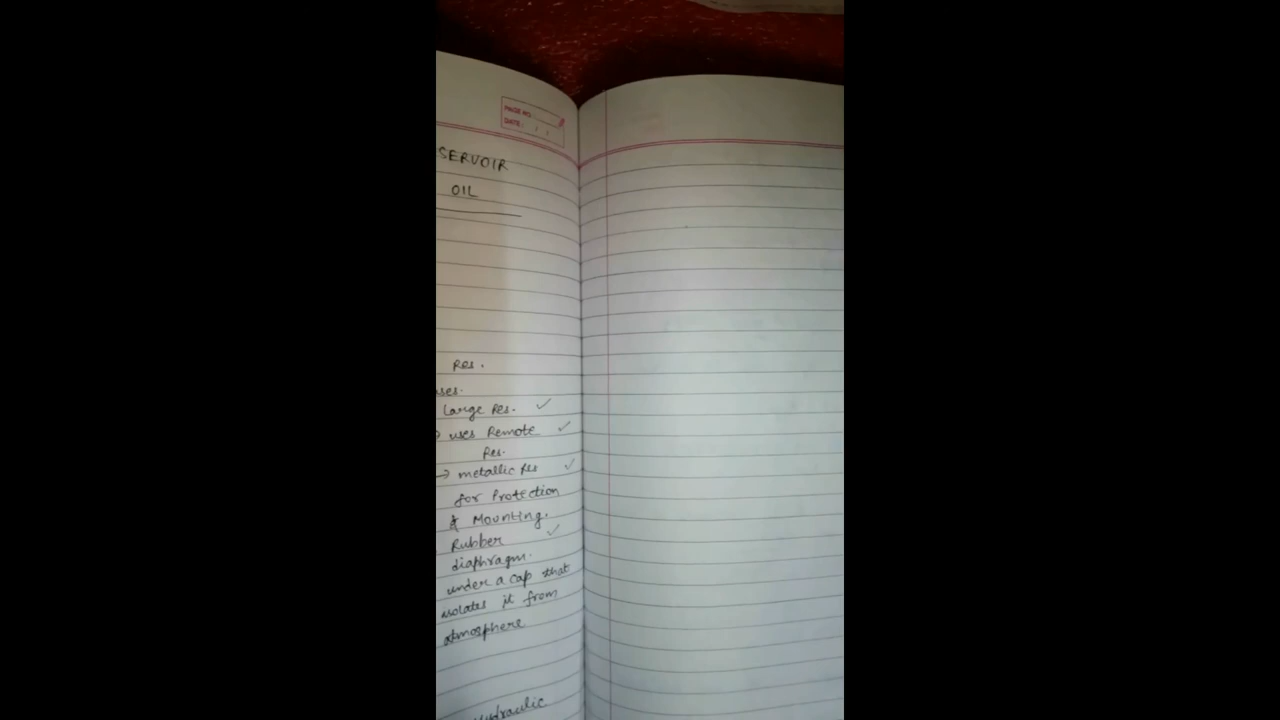 PAGE NO.:
DATE: / /
SERVOIR
OIL
Res.
uses.
large Res. ✓
→ uses Remote ✓
Res.
→ metallic Res ✓
for Protection
& Mounting.
Rubber ✓
diaphragm.
under a cap that
isolates it from
atmosphere
Hydraulic